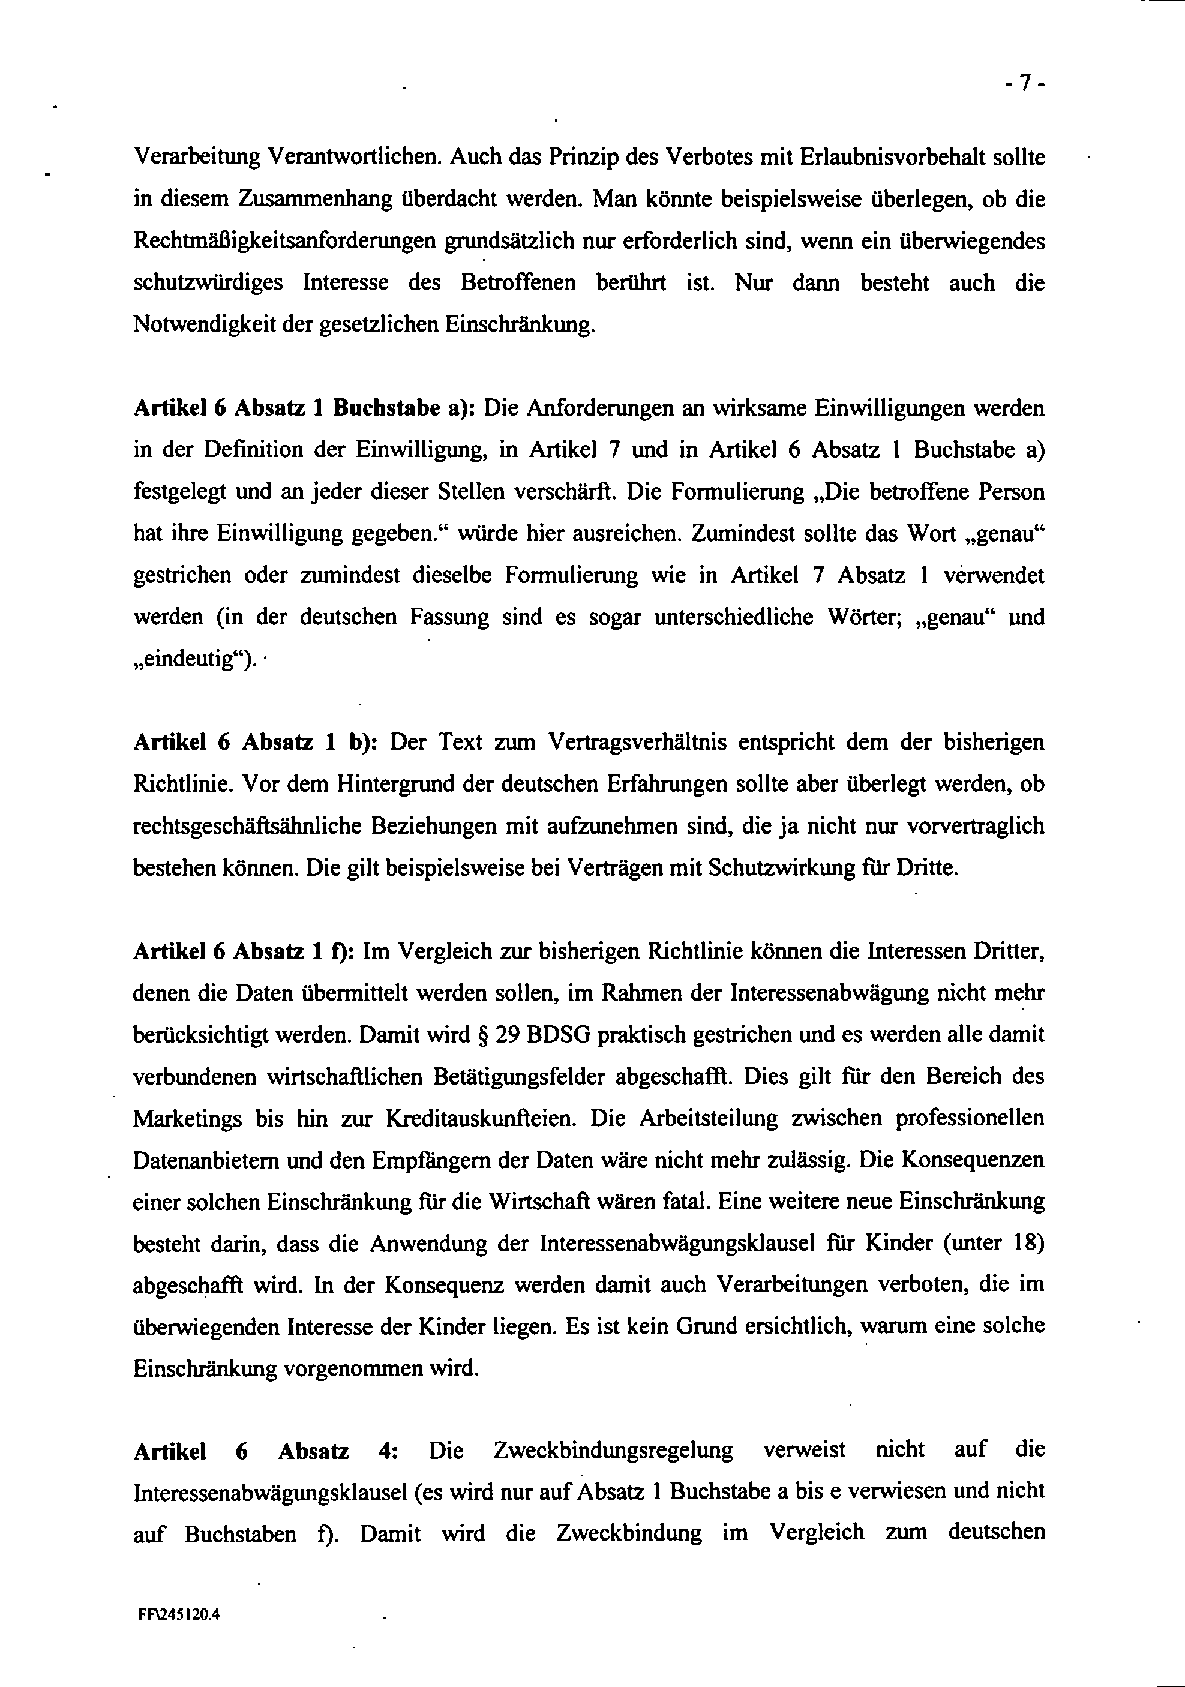 - 7 -
Verarbeitung Verantwortlichen. Auch das Prinzip des Verbotes mit Erlaubnisvorbehalt sollte
in diesem Zusammenhang überdacht werden. Man könnte beispielsweise überlegen, ob die
Rechtmäßigkeitsanforderungen grundsätzlich nur erforderlich sind, wenn ein überwiegendes
schutzwürdiges Interesse des Betroffenen berührt ist. Nur dann besteht auch die
Notwendigkeit der gesetzlichen Einschränkung.
Artikel 6 Absatz 1 Buchstabe a): Die Anforderungen an wirksame Einwilligungen werden
in der Definition der Einwilligung, in Artikel 7 und in Artikel 6 Absatz 1 Buchstabe a)
festgelegt und an jeder dieser Stellen verschärft. Die Formulierung „Die betroffene Person
hat ihre Einwilligung gegeben.“ würde hier ausreichen. Zumindest sollte das Wort „genau“
gestrichen oder zumindest dieselbe Formulierung wie in Artikel 7 Absatz 1 verwendet
werden (in der deutschen Fassung sind es sogar unterschiedliche Wörter; „genau“ und
„eindeutig“).
Artikel 6 Absatz 1 b): Der Text zum Vertragsverhältnis entspricht dem der bisherigen
Richtlinie. Vor dem Hintergrund der deutschen Erfahrungen sollte aber überlegt werden, ob
rechtsgeschäftsähnliche Beziehungen mit aufzunehmen sind, die ja nicht nur vorvertraglich
bestehen können. Die gilt beispielsweise bei Verträgen mit Schutzwirkung für Dritte.
Artikel 6 Absatz 1 f): Im Vergleich zur bisherigen Richtlinie können die Interessen Dritter,
denen die Daten übermittelt werden sollen, im Rahmen der Interessenabwägung nicht mehr
berücksichtigt werden. Damit wird § 29 BDSG praktisch gestrichen und es werden alle damit
verbundenen wirtschaftlichen Betätigungsfelder abgeschafft. Dies gilt für den Bereich des
Marketings bis hin zur Kreditauskunfteien. Die Arbeitsteilung zwischen professionellen
Datenanbietern und den Empfängern der Daten wäre nicht mehr zulässig. Die Konsequenzen
einer solchen Einschränkung für die Wirtschaft wären fatal. Eine weitere neue Einschränkung
besteht darin, dass die Anwendung der Interessenabwägungsklausel für Kinder (unter 18)
abgeschafft wird. In der Konsequenz werden damit auch Verarbeitungen verboten, die im
überwiegenden Interesse der Kinder liegen. Es ist kein Grund ersichtlich, warum eine solche
Einschränkung vorgenommen wird.
Artikel 6 Absatz 4: Die Zweckbindungsregelung verweist nicht auf die
Interessenabwägungsklausel (es wird nur auf Absatz 1 Buchstabe a bis e verwiesen und nicht
auf Buchstaben f). Damit wird die Zweckbindung im Vergleich zum deutschen
FF\245120.4